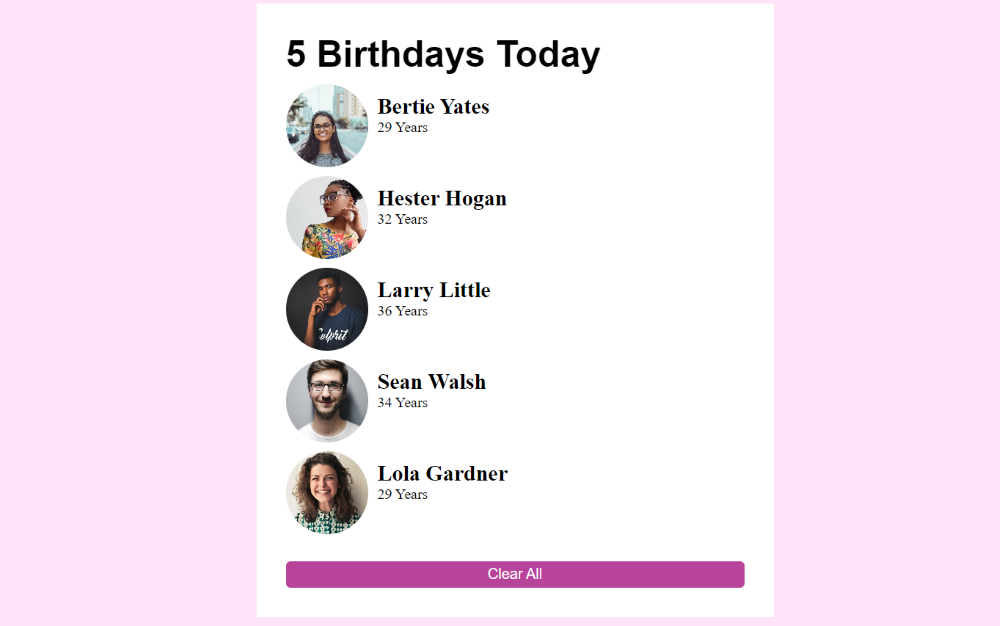 5 Birthdays Today
Bertie Yates
29 Years
Hester Hogan
32 Years
Larry Little
36 Years
Culprit
Sean Walsh
34 Years
Lola Gardner
29 Years
Clear All